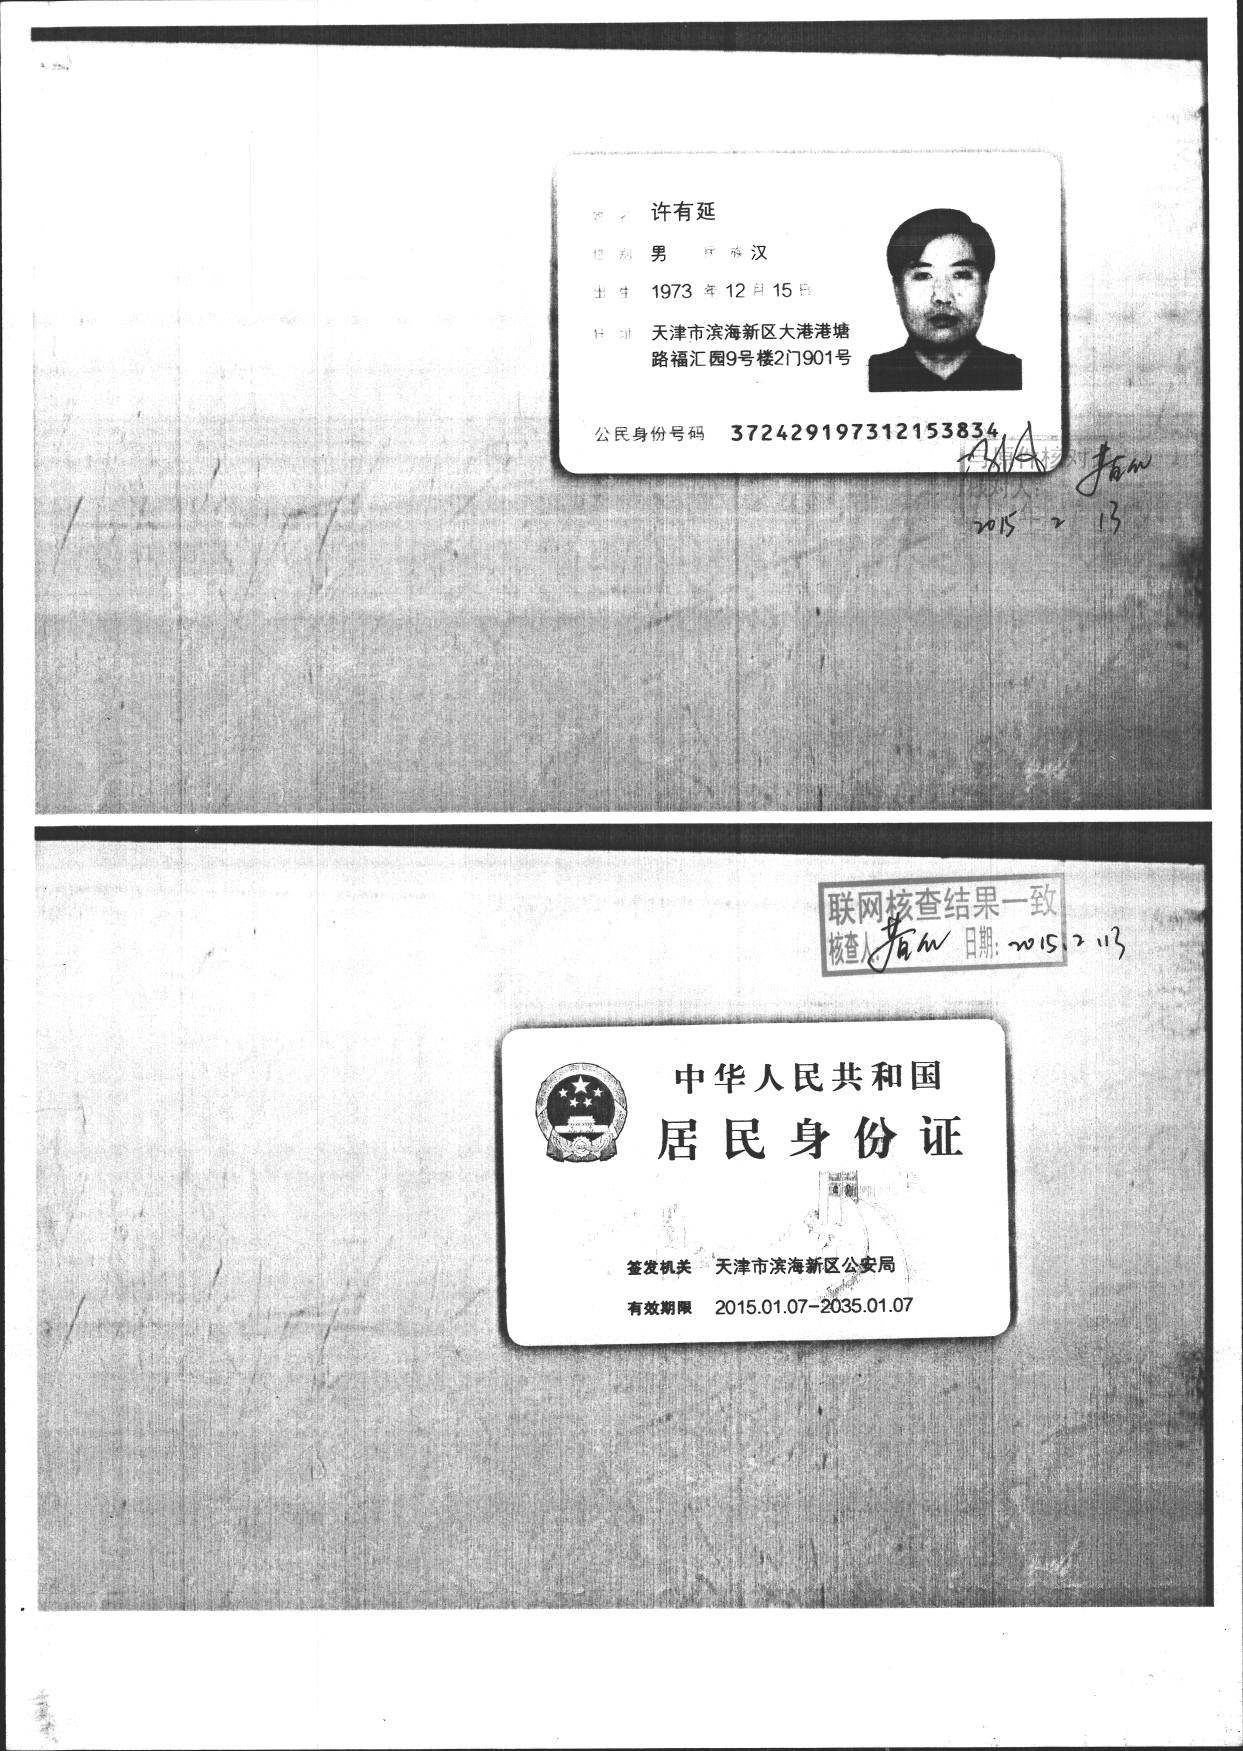 姓 名 许有延
性 别 男 民 族 汉
出 生 1973 年 12 月 15 日
住 址 天津市滨海新区大港港塘
路福汇园9号楼2门901号
公民身份号码 372429197312153834
核对
核对人:
2015 2 13
联网核查结果一致
核查人: 日期: 2015.2.13
中华人民共和国
居民身份证
签发机关 天津市滨海新区公安局
有效期限 2015.01.07-2035.01.07